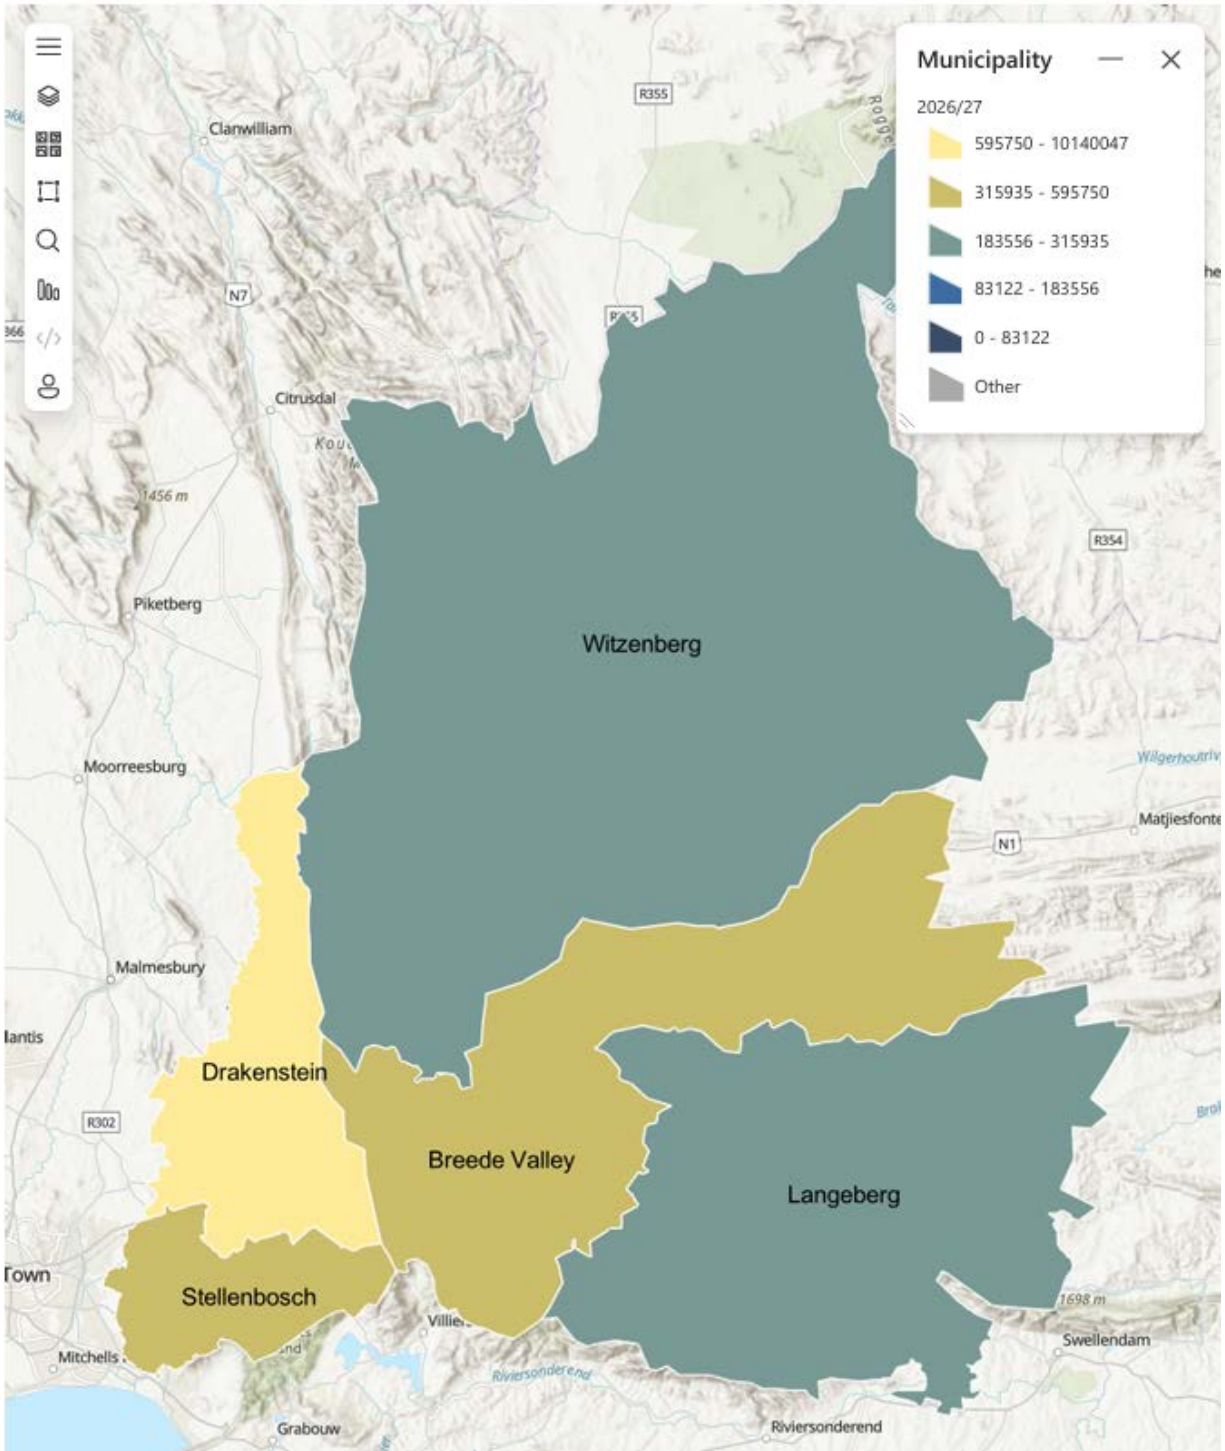 Municipality
2026/27
595750 - 10140047
315935 - 595750
183556 - 315935
83122 - 183556
0 - 83122
Other
R355
Clanwilliam
N7
Citrusdal
1456 m
R354
Piketberg
Witzenberg
Moorreesburg
Matjiesfonte
N1
Malmesbury
lantis
Drakenstein
R302
Breede Valley
Langeberg
Town
Stellenbosch
1698 m
Swellendam
Mitchells
Riviersonderend
Grabouw
Riviersonderend